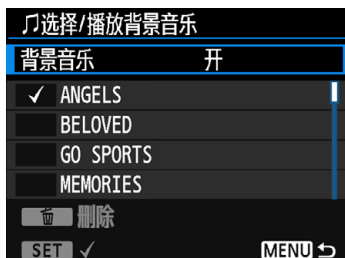 ♫选择/播放背景音乐
背景音乐 开
✓ ANGELS
BELOVED
GO SPORTS
MEMORIES
删除
SET ✓ MENU ↩